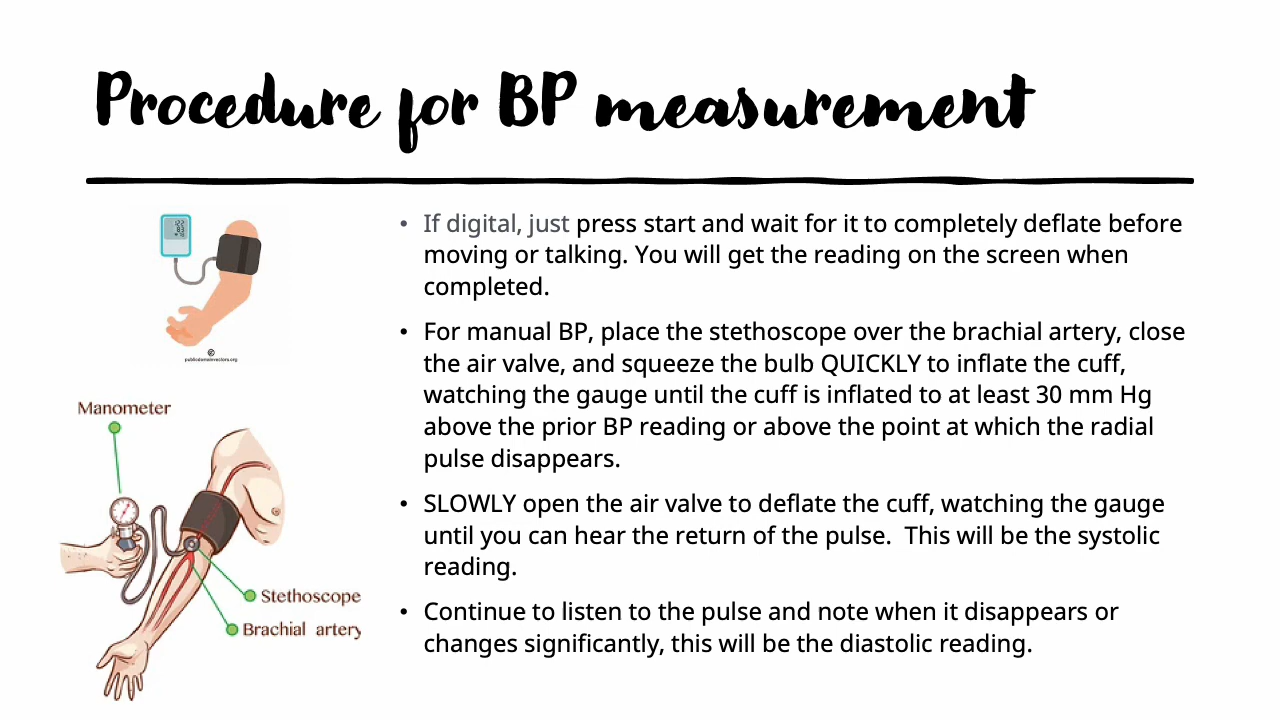 Procedure for BP measurement
• If digital, just press start and wait for it to completely deflate before
moving or talking. You will get the reading on the screen when
completed.
• For manual BP, place the stethoscope over the brachial artery, close
the air valve, and squeeze the bulb QUICKLY to inflate the cuff,
watching the gauge until the cuff is inflated to at least 30 mm Hg
above the prior BP reading or above the point at which the radial
pulse disappears.
• SLOWLY open the air valve to deflate the cuff, watching the gauge
until you can hear the return of the pulse.  This will be the systolic
reading.
• Continue to listen to the pulse and note when it disappears or
changes significantly, this will be the diastolic reading.
publicdomainvectors.org
Manometer
Stethoscope
Brachial artery